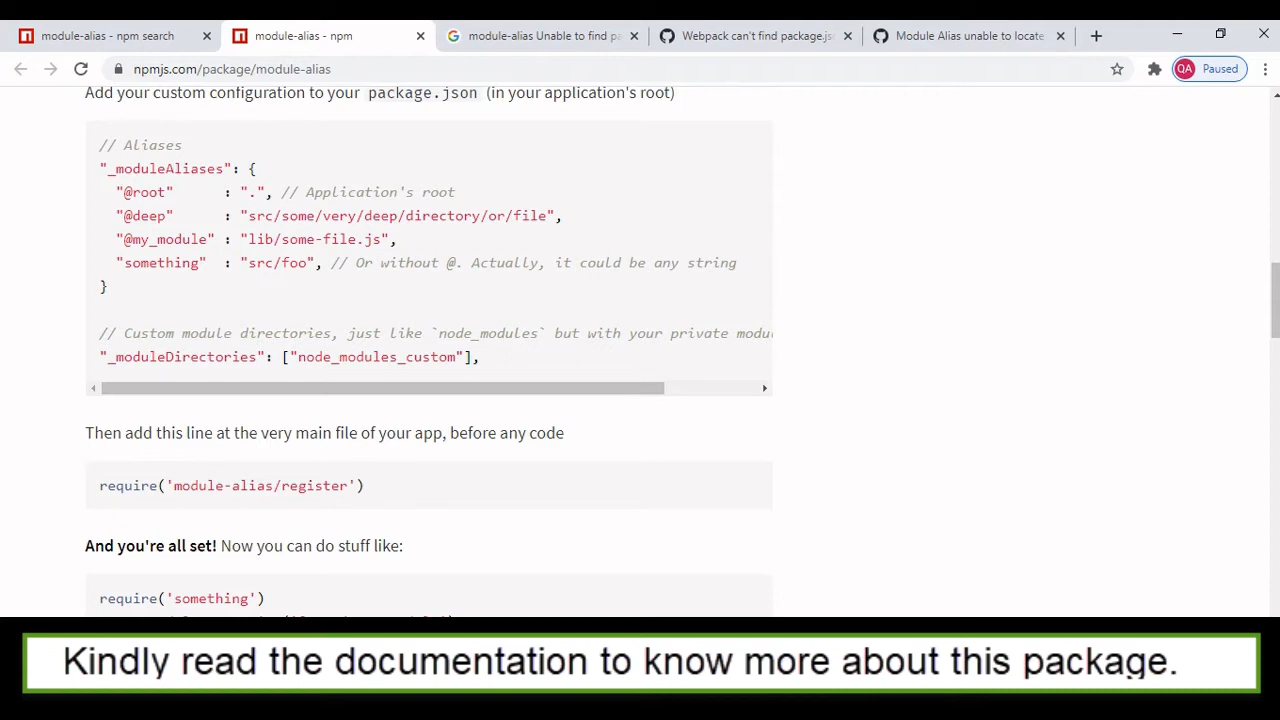 module-alias - npm search
module-alias - npm
module-alias Unable to find pa
Webpack can't find package.jsc
Module Alias unable to locate
npmjs.com/package/module-alias
QA Paused
Add your custom configuration to your package.json (in your application's root)
// Aliases
"_moduleAliases": {
"@root" : ".", // Application's root
"@deep" : "src/some/very/deep/directory/or/file",
"@my_module" : "lib/some-file.js",
"something" : "src/foo", // Or without @. Actually, it could be any string
}
// Custom module directories, just like `node_modules` but with your private modu
"_moduleDirectories": ["node_modules_custom"],
Then add this line at the very main file of your app, before any code
require('module-alias/register')
And you're all set! Now you can do stuff like:
require('something')
Kindly read the documentation to know more about this package.